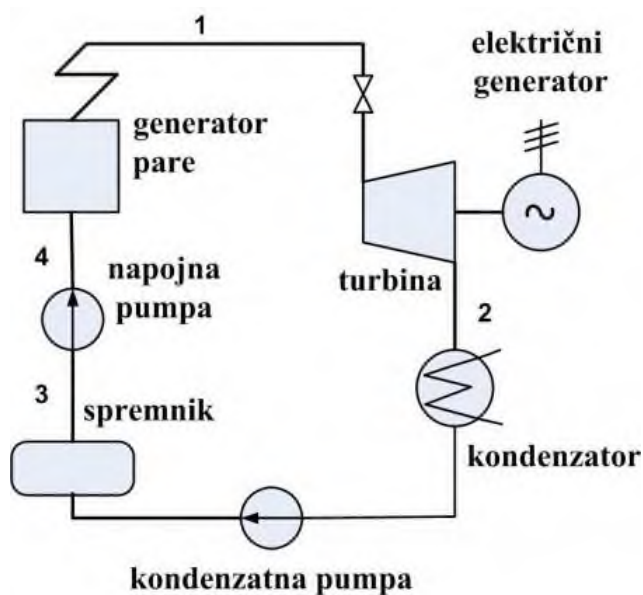 1
električni
generator
generator
pare
4
napojna
pumpa
turbina
2
3
spremnik
kondenzator
kondenzatna pumpa
~